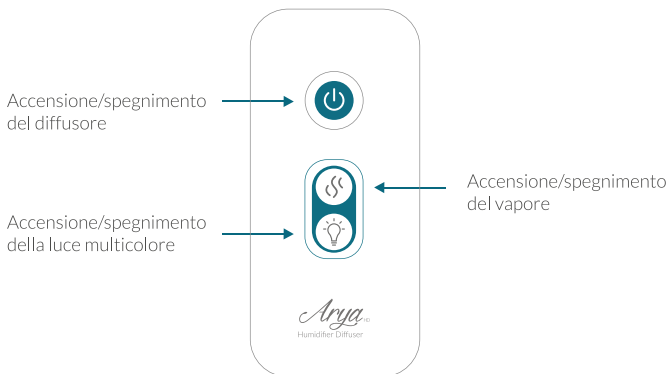 Accensione/spegnimento
del diffusore
Accensione/spegnimento
del vapore
Accensione/spegnimento
della luce multicolore
Arya
Humidifier Diffuser